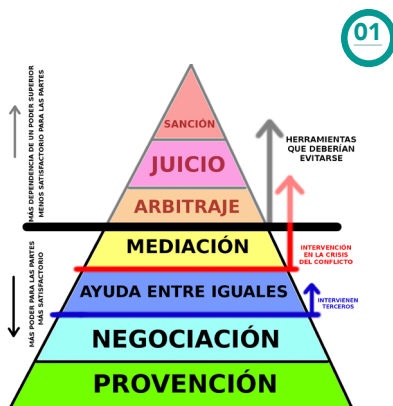 01
SANCIÓN
JUICIO
ARBITRAJE
MEDIACIÓN
AYUDA ENTRE IGUALES
NEGOCIACIÓN
PROVENCIÓN
MÁS DEPENDENCIA DE UN PODER SUPERIOR
MENOS SATISFACTORIO PARA LAS PARTES
MÁS PODER PARA LAS PARTES
MÁS SATISFACTORIO
HERRAMIENTAS
QUE DEBERÍAN
EVITARSE
INTERVENCIÓN
EN LA CRISIS
DEL CONFLICTO
INTERVIENEN
TERCEROS